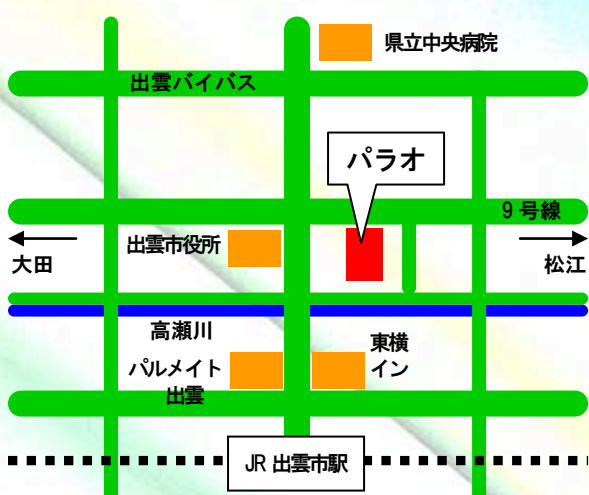 県立中央病院
出雲バイパス
パラオ
9号線
出雲市役所
大田
松江
高瀬川
東横
イン
パルメイト
出雲
JR 出雲市駅